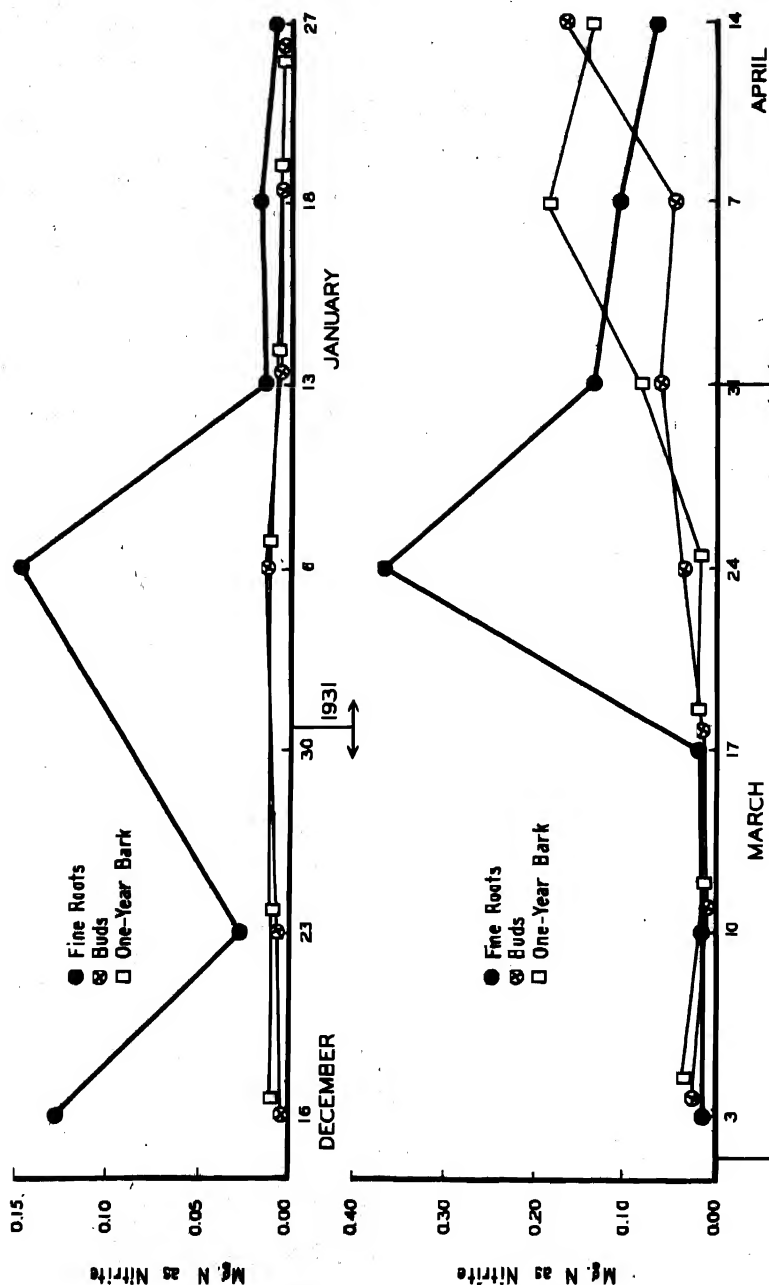 Mg. N as Nitrite
0.15
0.10
0.05
0.00
Fine Roots
Buds
One-Year Bark
16
23
30
6
13
18
27
DECEMBER
1931
JANUARY
Mg. N as Nitrite
0.40
0.30
0.20
0.10
0.00
Fine Roots
Buds
One-Year Bark
3
10
17
24
31
7
14
MARCH
APRIL